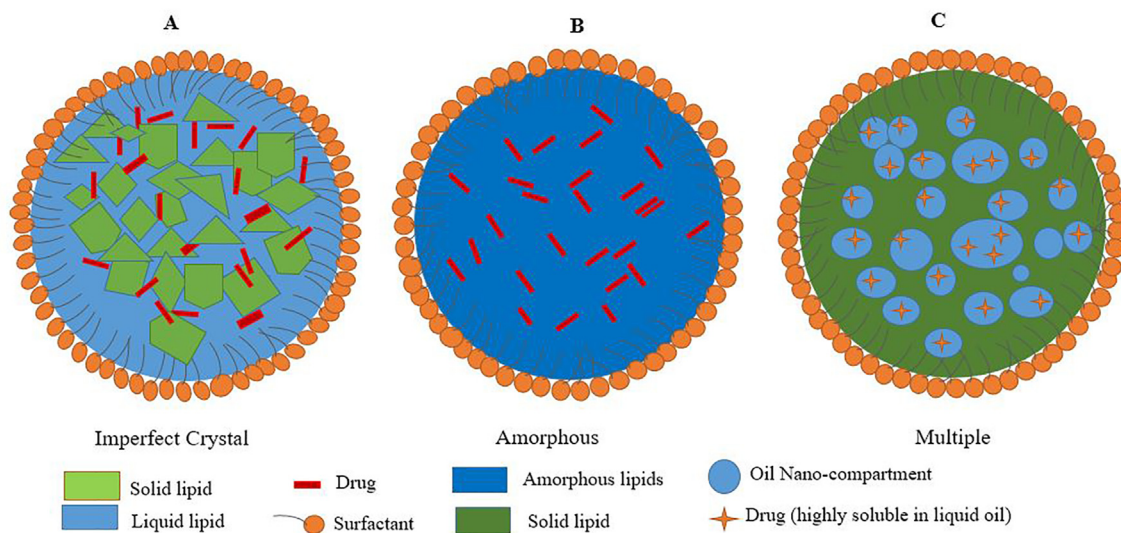 A B C
Imperfect Crystal Amorphous Multiple
Solid lipid Drug Amorphous lipids Oil Nano-compartment
Liquid lipid Surfactant Solid lipid Drug (highly soluble in liquid oil)